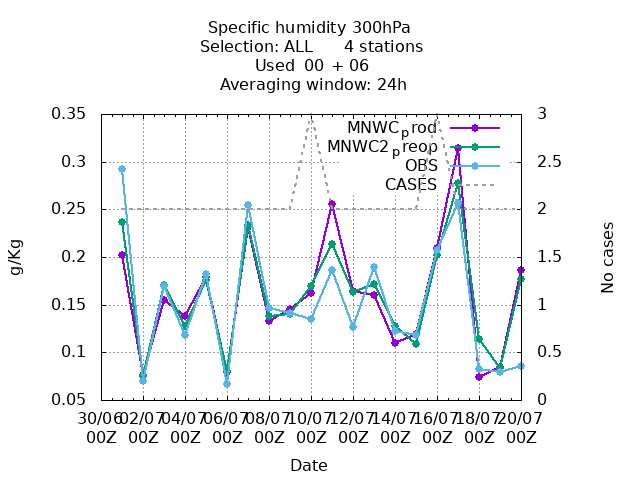 Specific humidity 300hPa
Selection: ALL 4 stations
Used 00 + 06
Averaging window: 24h
0.35 3
MNWC_prod
0.3 2.5
MNWC2_preop
OBS
CASES
0.25 2
0.2 1.5
0.15 1
0.1 0.5
0.05 0
g/Kg
No cases
30/06 02/07 04/07 06/07 08/07 10/07 12/07 14/07 16/07 18/07 20/07
00Z 00Z 00Z 00Z 00Z 00Z 00Z 00Z 00Z 00Z 00Z
Date